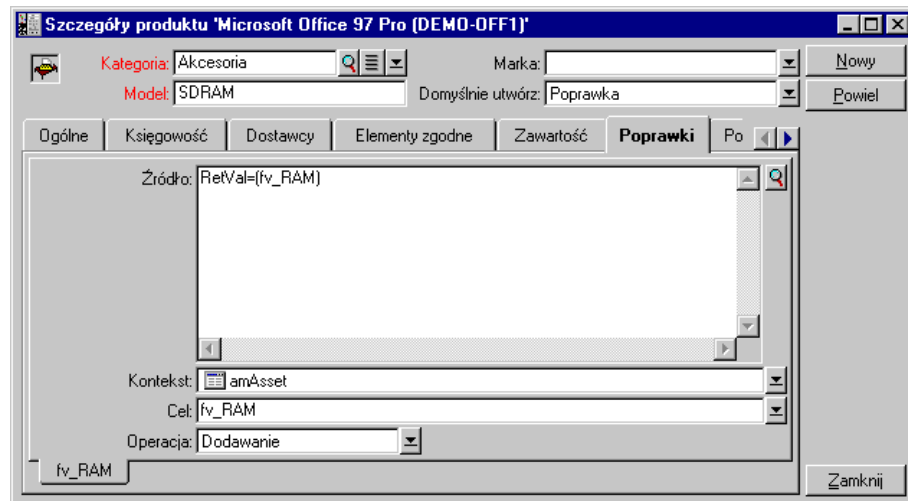 Szczegóły produktu 'Microsoft Office 97 Pro (DEMO-OFF1)'
Kategoria: Akcesoria Marka: Nowy
Model: SDRAM Domyślnie utwórz: Poprawka Powiel
Ogólne Księgowość Dostawcy Elementy zgodne Zawartość Poprawki Po
Źródło: RetVal=(fv_RAM)
Kontekst: amAsset
Cel: fv_RAM
Operacja: Dodawanie
fv_RAM
Zamknij